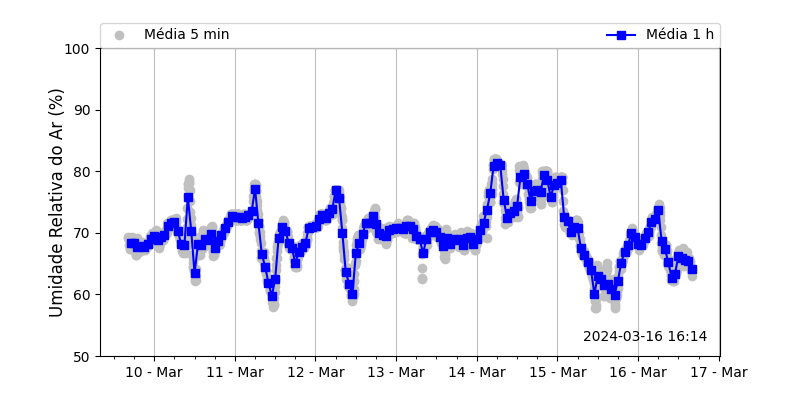 Média 5 min
Média 1 h
Umidade Relativa do Ar (%)
100
90
80
70
60
50
2024-03-16 16:14
10 - Mar
11 - Mar
12 - Mar
13 - Mar
14 - Mar
15 - Mar
16 - Mar
17 - Mar